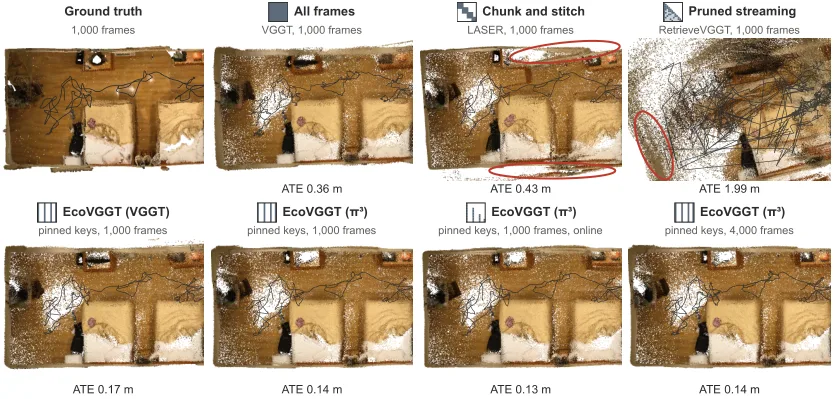 Ground truth
1,000 frames
All frames
VGGT, 1,000 frames
Chunk and stitch
LASER, 1,000 frames
Pruned streaming
RetrieveVGGT, 1,000 frames
ATE 0.36 m
ATE 0.43 m
ATE 1.99 m
EcoVGGT (VGGT)
pinned keys, 1,000 frames
EcoVGGT (π³)
pinned keys, 1,000 frames
EcoVGGT (π³)
pinned keys, 1,000 frames, online
EcoVGGT (π³)
pinned keys, 4,000 frames
ATE 0.17 m
ATE 0.14 m
ATE 0.13 m
ATE 0.14 m